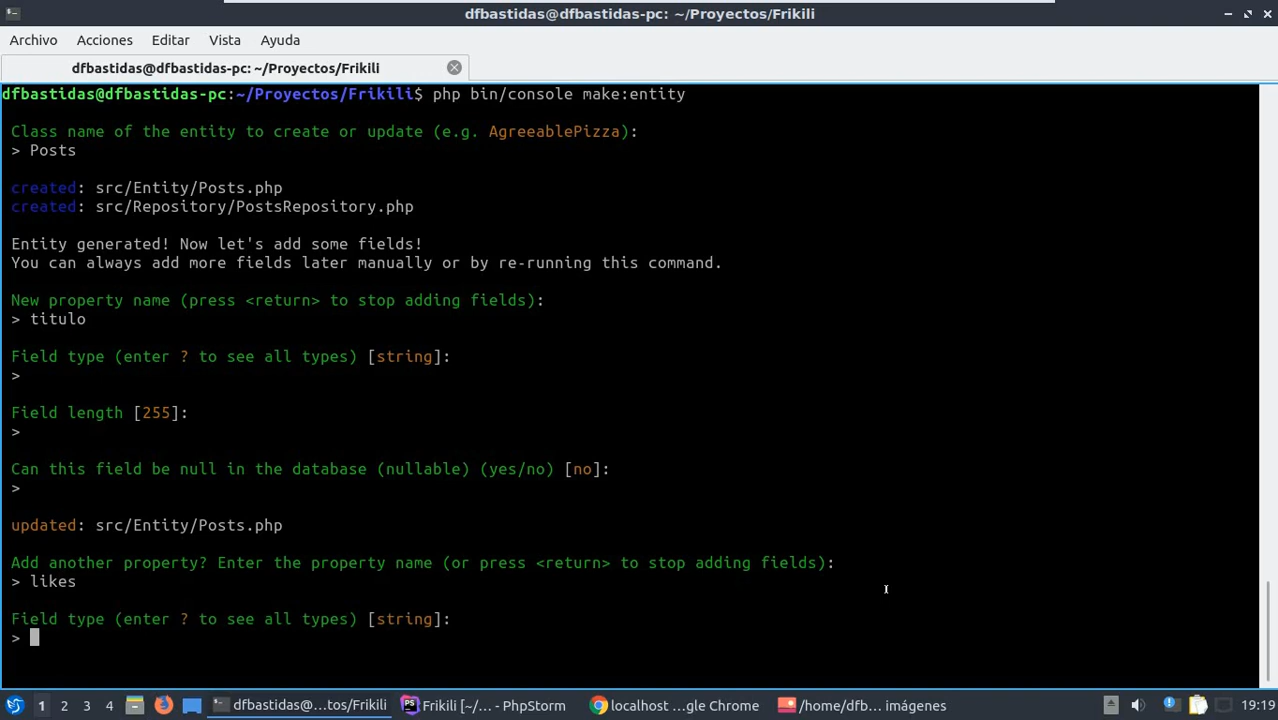 dfbastidas@dfbastidas-pc: ~/Proyectos/Frikili
Archivo Acciones Editar Vista Ayuda
dfbastidas@dfbastidas-pc: ~/Proyectos/Frikili
dfbastidas@dfbastidas-pc:~/Proyectos/Frikili$ php bin/console make:entity
Class name of the entity to create or update (e.g. AgreeablePizza):
> Posts
created: src/Entity/Posts.php
created: src/Repository/PostsRepository.php
Entity generated! Now let's add some fields!
You can always add more fields later manually or by re-running this command.
New property name (press <return> to stop adding fields):
> titulo
Field type (enter ? to see all types) [string]:
>
Field length [255]:
>
Can this field be null in the database (nullable) (yes/no) [no]:
>
updated: src/Entity/Posts.php
Add another property? Enter the property name (or press <return> to stop adding fields):
> likes
Field type (enter ? to see all types) [string]:
>
1 2 3 4 dfbastidas@...tos/Frikili PS Frikili [~/... - PhpStorm localhost ...gle Chrome /home/dfb... imágenes 19:19